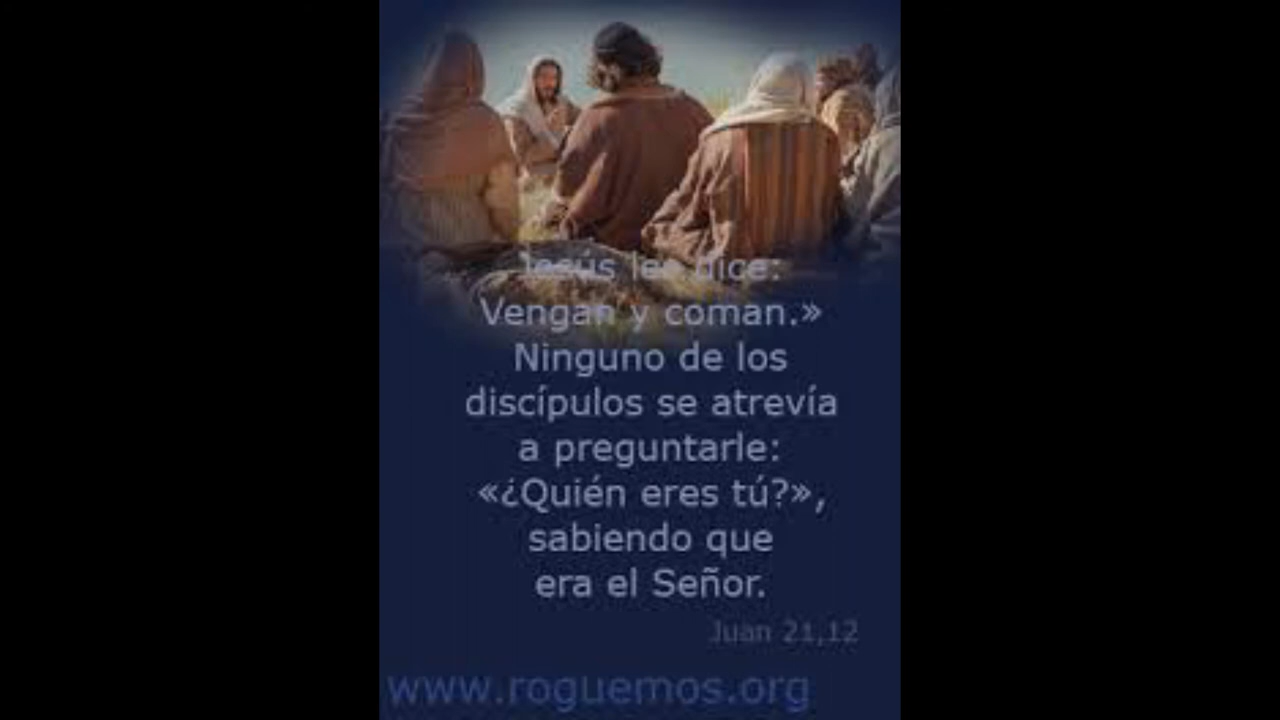 Jesús les dice:
Vengan y coman.»
Ninguno de los
discípulos se atrevía
a preguntarle:
«¿Quién eres tú?»,
sabiendo que
era el Señor.
Juan 21,12
www.roguemos.org